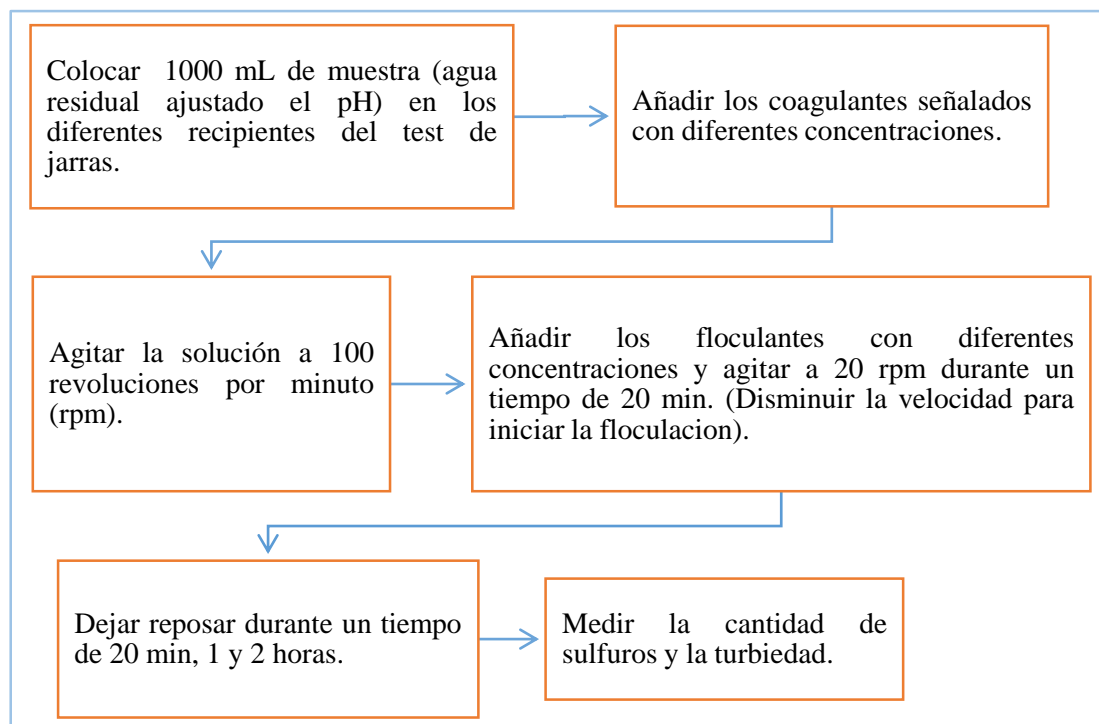 Colocar 1000 mL de muestra (agua
residual ajustado el pH) en los
diferentes recipientes del test de
jarras.
Añadir los coagulantes señalados
con diferentes concentraciones.
Agitar la solución a 100
revoluciones por minuto
(rpm).
Añadir los floculantes con diferentes
concentraciones y agitar a 20 rpm durante un
tiempo de 20 min. (Disminuir la velocidad para
iniciar la floculacion).
Dejar reposar durante un tiempo
de 20 min, 1 y 2 horas.
Medir la cantidad de
sulfuros y la turbiedad.